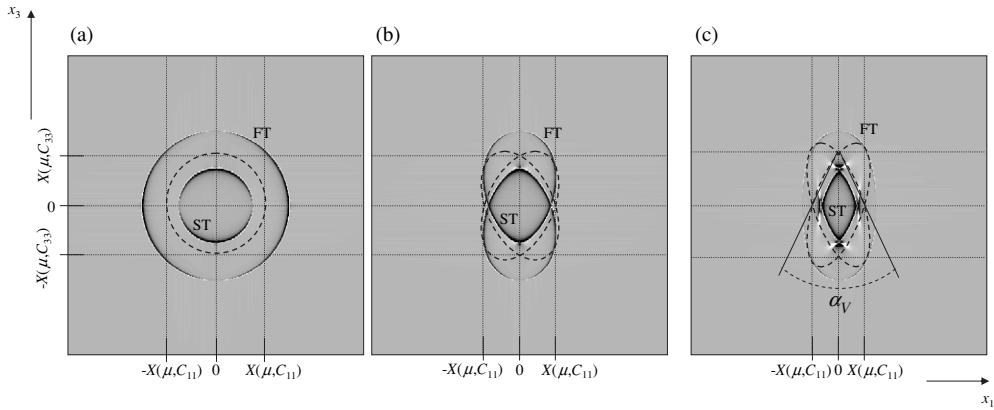 x₃
(a)
(b)
(c)
FT
FT
FT
X(μ,C₃₃)
0
-X(μ,C₃₃)
ST
ST
ST
α_V
-X(μ,C₁₁) 0 X(μ,C₁₁)
-X(μ,C₁₁) 0 X(μ,C₁₁)
-X(μ,C₁₁) 0 X(μ,C₁₁)
x₁